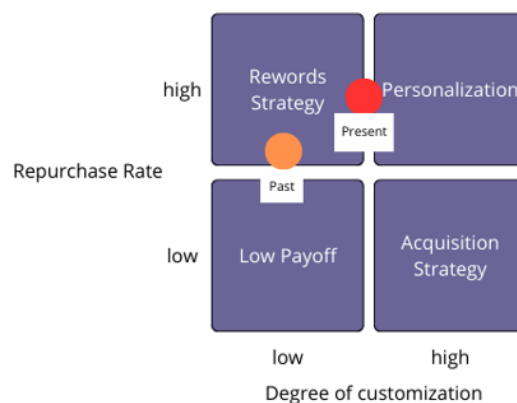 high
Rewords
Strategy
Personalization
Present
Repurchase Rate
Past
low
Low Payoff
Acquisition
Strategy
low
high
Degree of customization